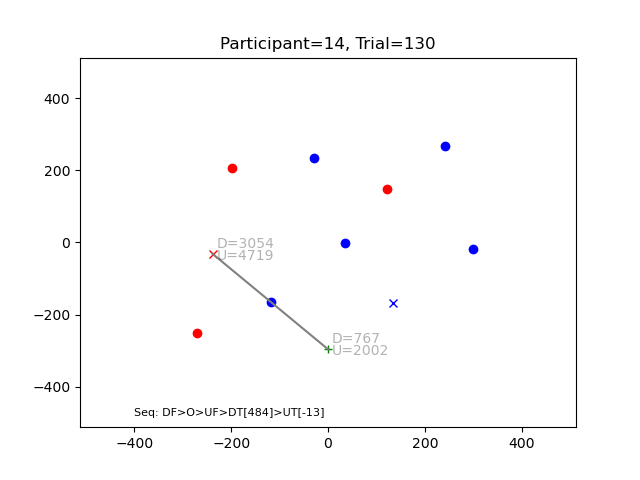 Participant=14, Trial=130
400
200
0
−200
−400
D=3054
U=4719
D=767
U=2002
Seq: DF>O>UF>DT[484]>UT[-13]
−400
−200
0
200
400